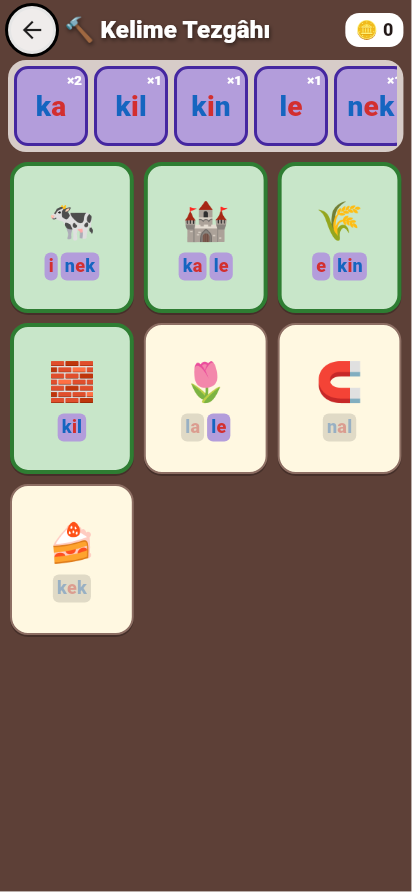 Kelime Tezgâhı
0
×2 ×1 ×1 ×1
ka kil kin le nek
i nek ka le e kin
kil la le nal
kek